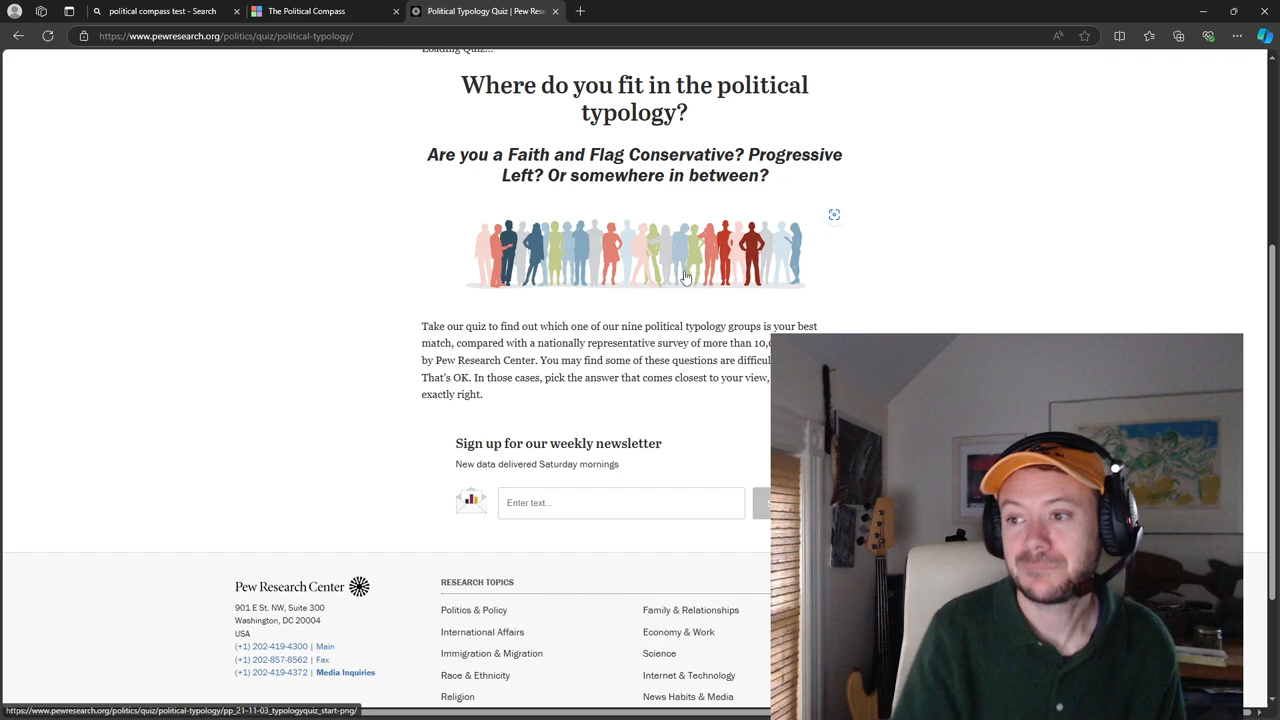 political compass test - Search
The Political Compass
Political Quiz | Pew Rese
https://www.pewresearch.org/politics/quiz/political-typology/
Loading Quiz...
Where do you fit in the political
typology?
Are you a Faith and Flag Conservative? Progressive
Left? Or somewhere in between?
Take our quiz to find out which one of our nine political typology groups is your best
match, compared with a nationally representative survey of more than
by Pew Research Center. You may find some of these questions are
That's OK. In those cases, pick the answer that comes closest to your view,
exactly right.
Sign up for our weekly newsletter
New data delivered Saturday mornings
Enter text...
Pew Research Center
901 E St. NW, Suite 300
Washington, DC 20004
USA
(+1) 202-419-4300 | Main
(+1) 202-857-8562 | Fax
(+1) 202-419-4372 | Media Inquiries
RESEARCH TOPICS
Politics & Policy
International Affairs
Immigration & Migration
Race & Ethnicity
Religion
Family & Relationships
Economy & Work
Science
Internet & Technology
News Habits & Media
https://www.pewresearch.org/politics/quiz/political-typology/pp_21-11-03_typologyquiz_start-png/